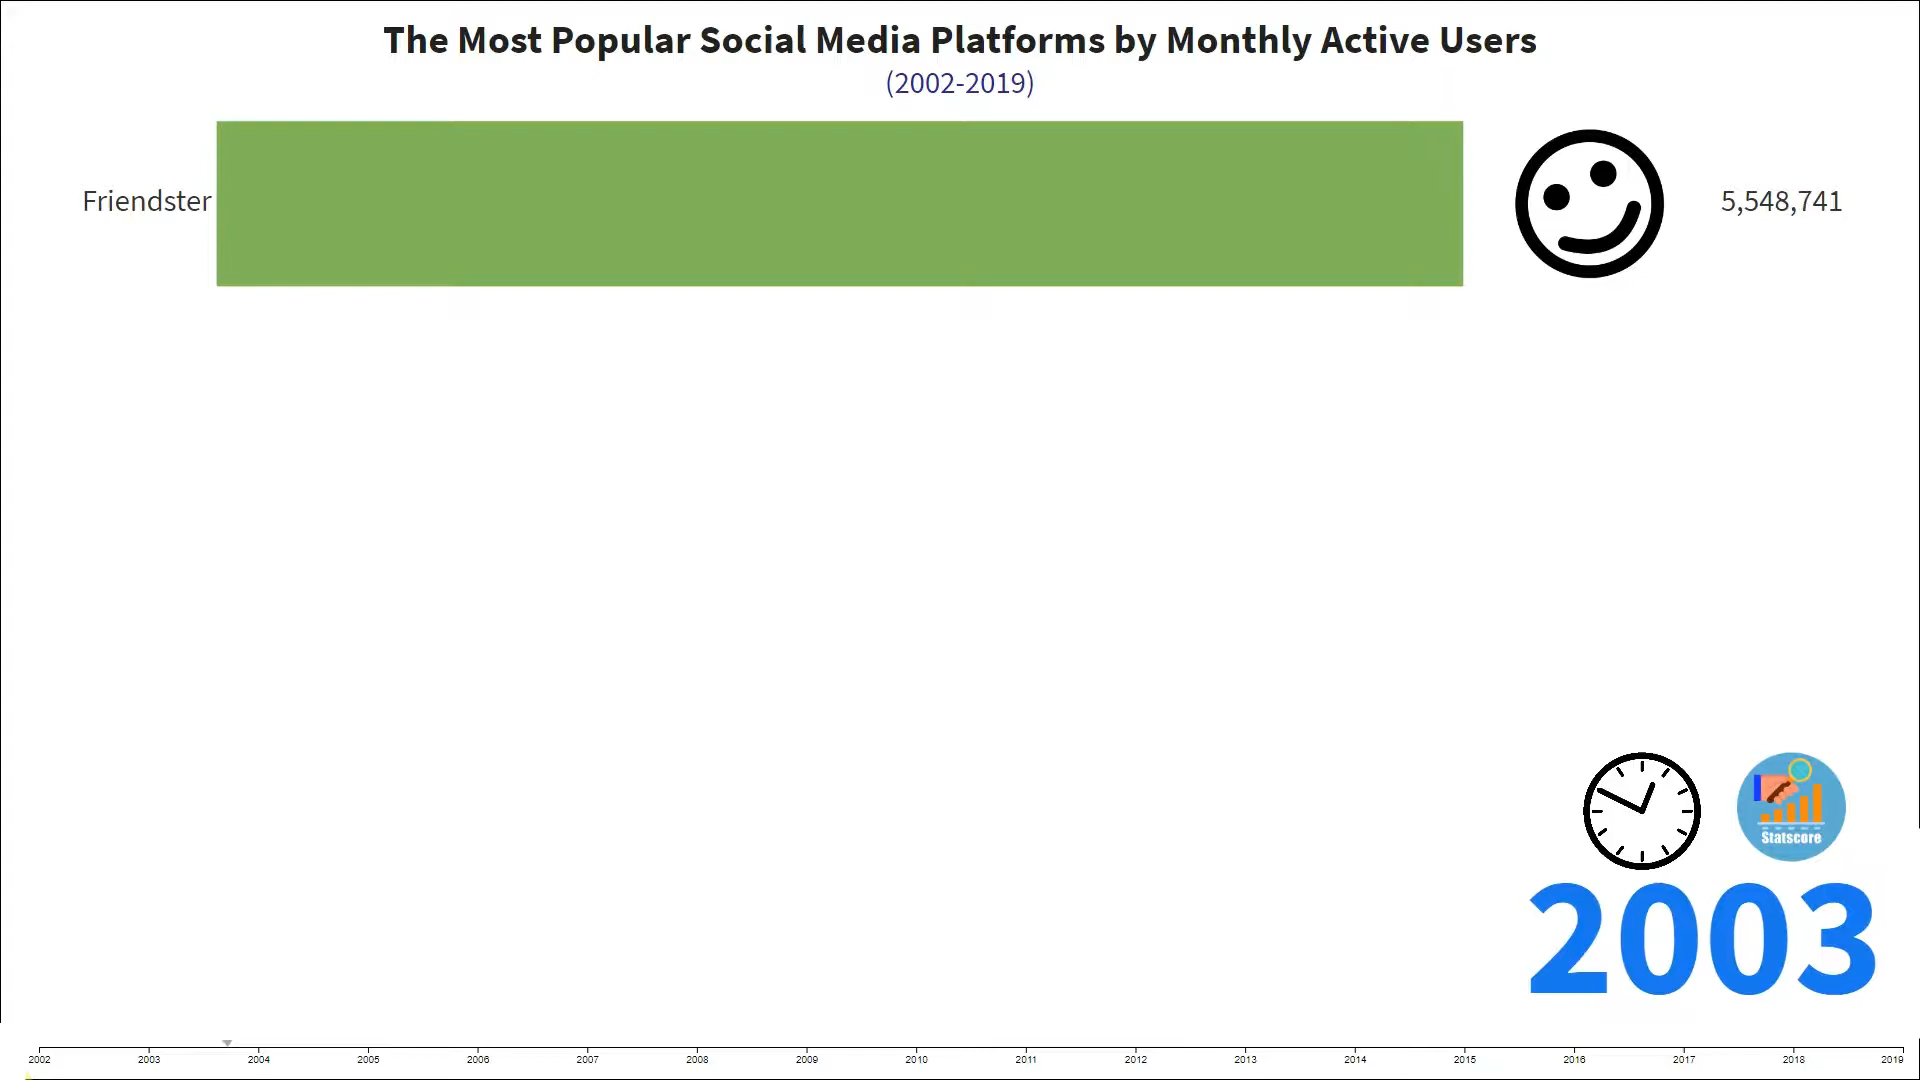 The Most Popular Social Media Platforms by Monthly Active Users
(2002-2019)
Friendster 5,548,741
Statscore
2003
2002 2003 2004 2005 2006 2007 2008 2009 2010 2011 2012 2013 2014 2015 2016 2017 2018 2019